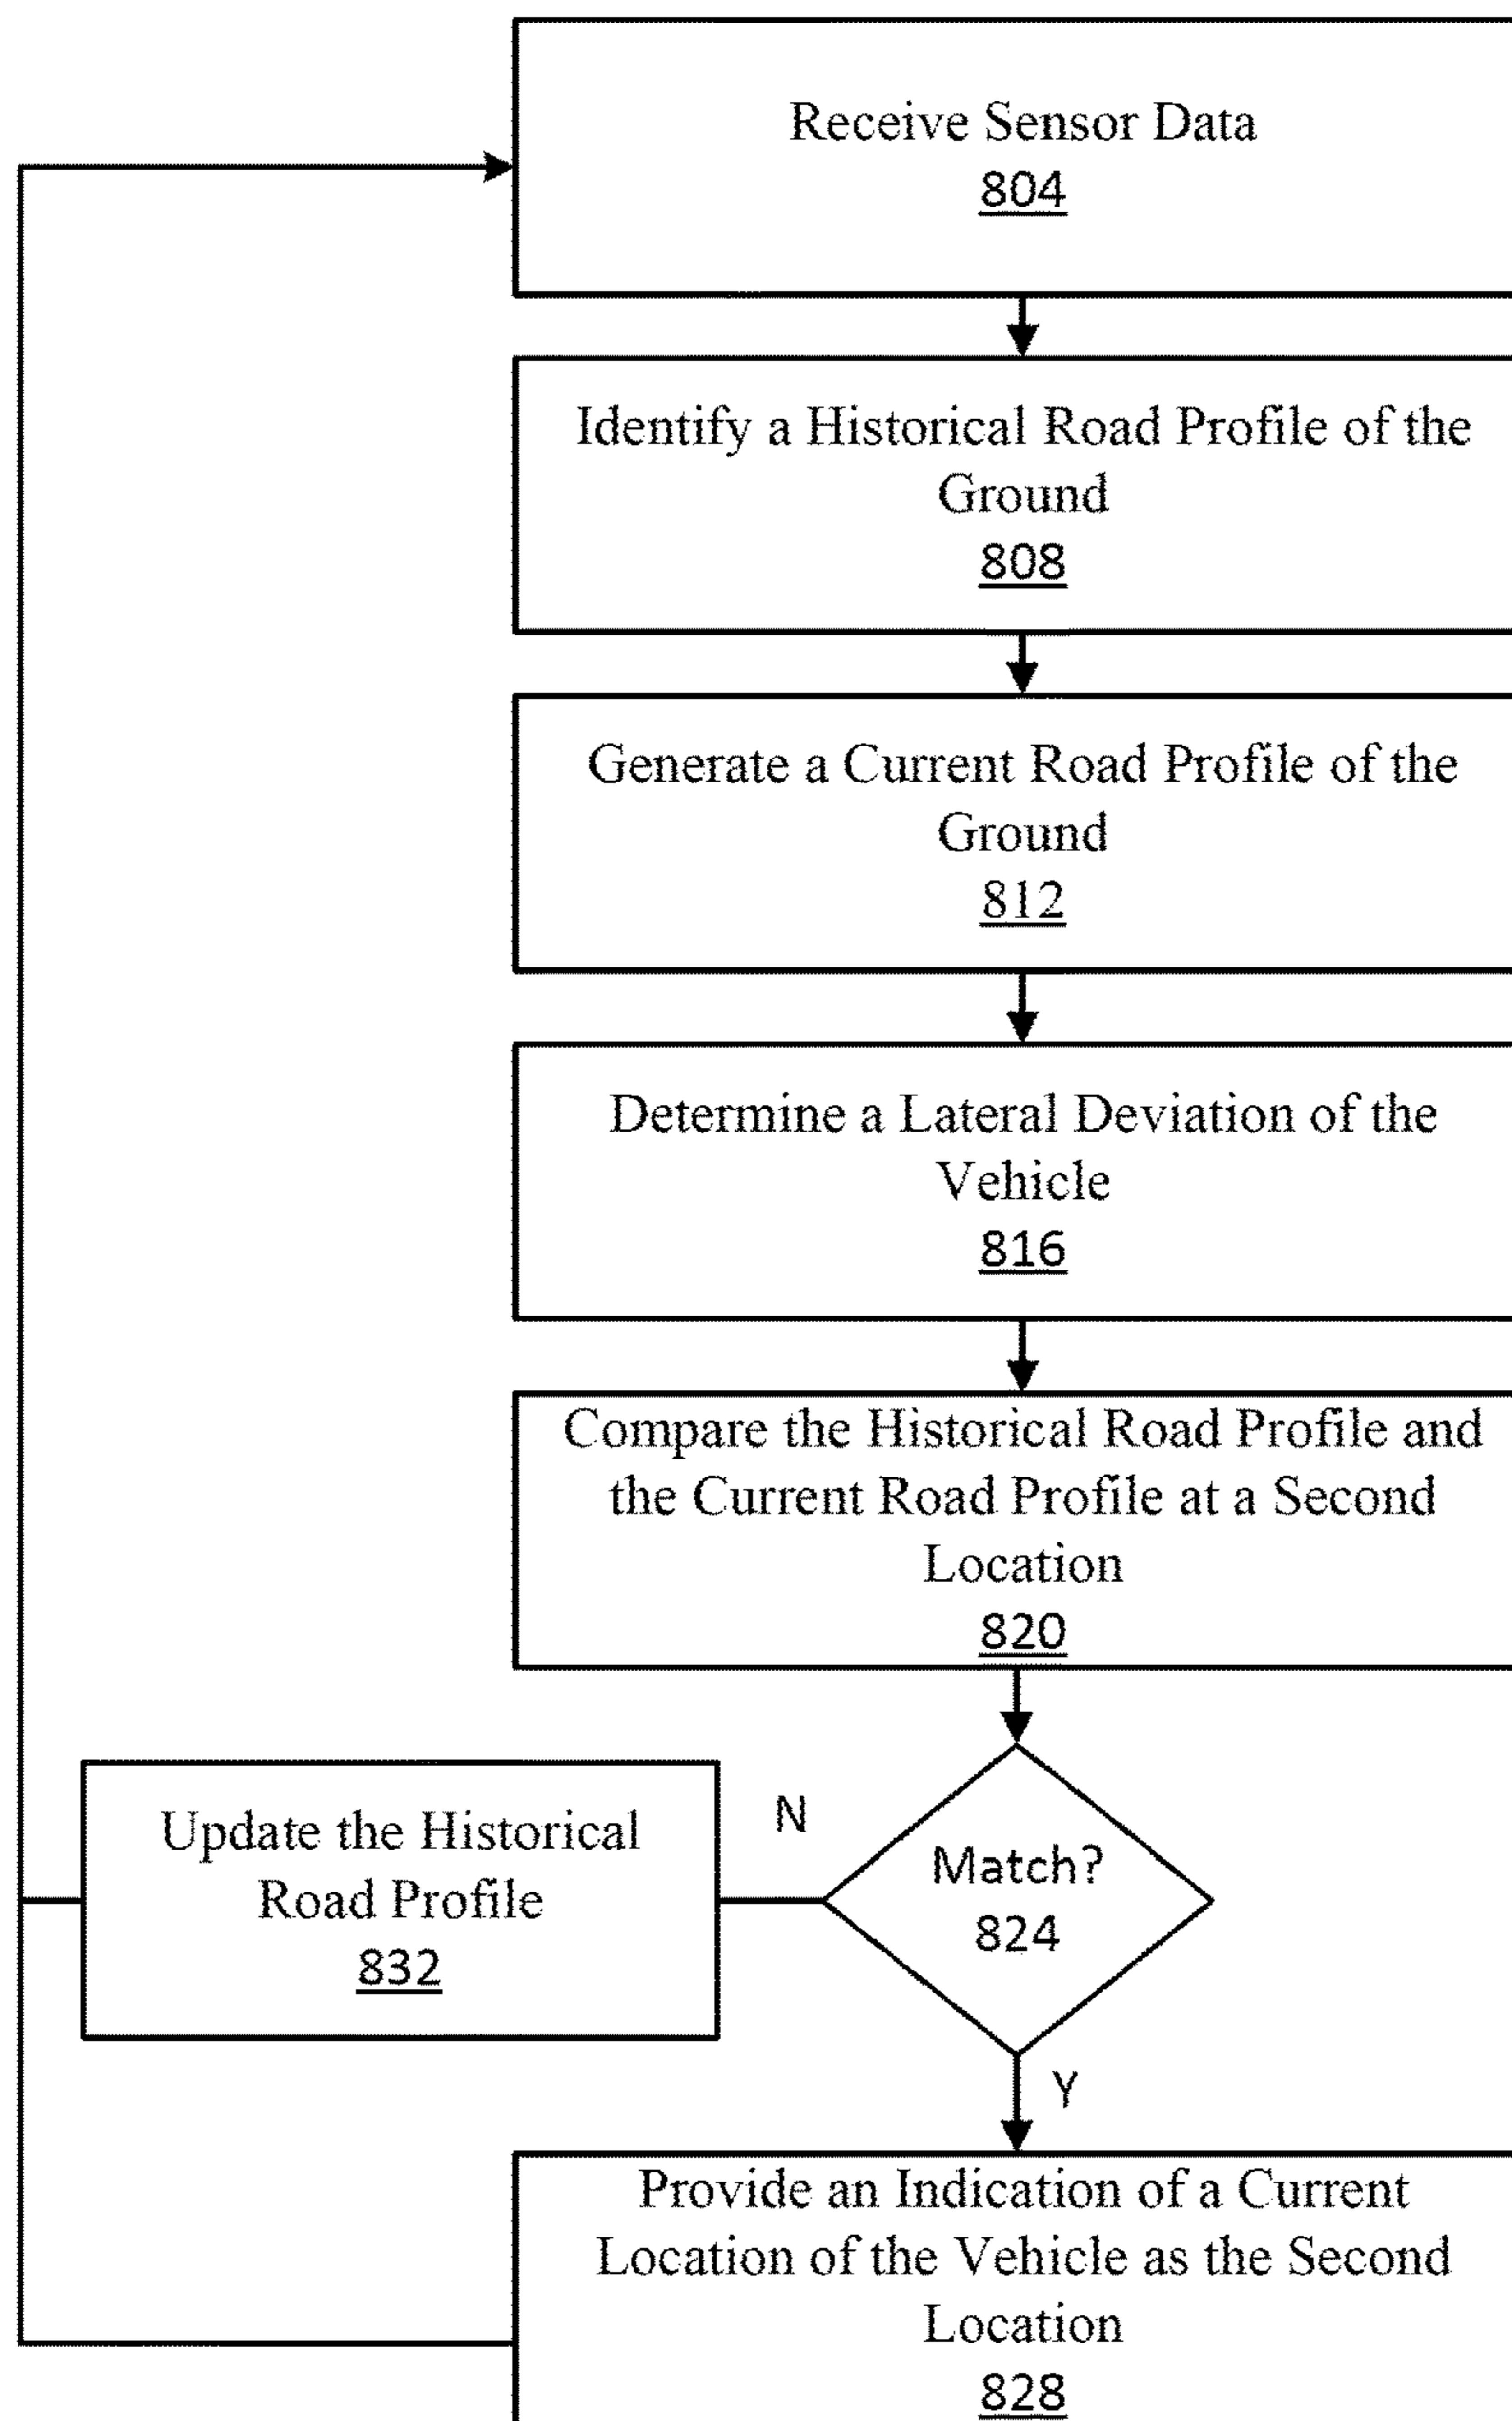 Receive Sensor Data
804
Identify a Historical Road Profile of the
Ground
808
Generate a Current Road Profile of the
Ground
812
Determine a Lateral Deviation of the
Vehicle
816
Compare the Historical Road Profile and
the Current Road Profile at a Second
Location
820
Match?
824
N
Update the Historical
Road Profile
832
Y
Provide an Indication of a Current
Location of the Vehicle as the Second
Location
828